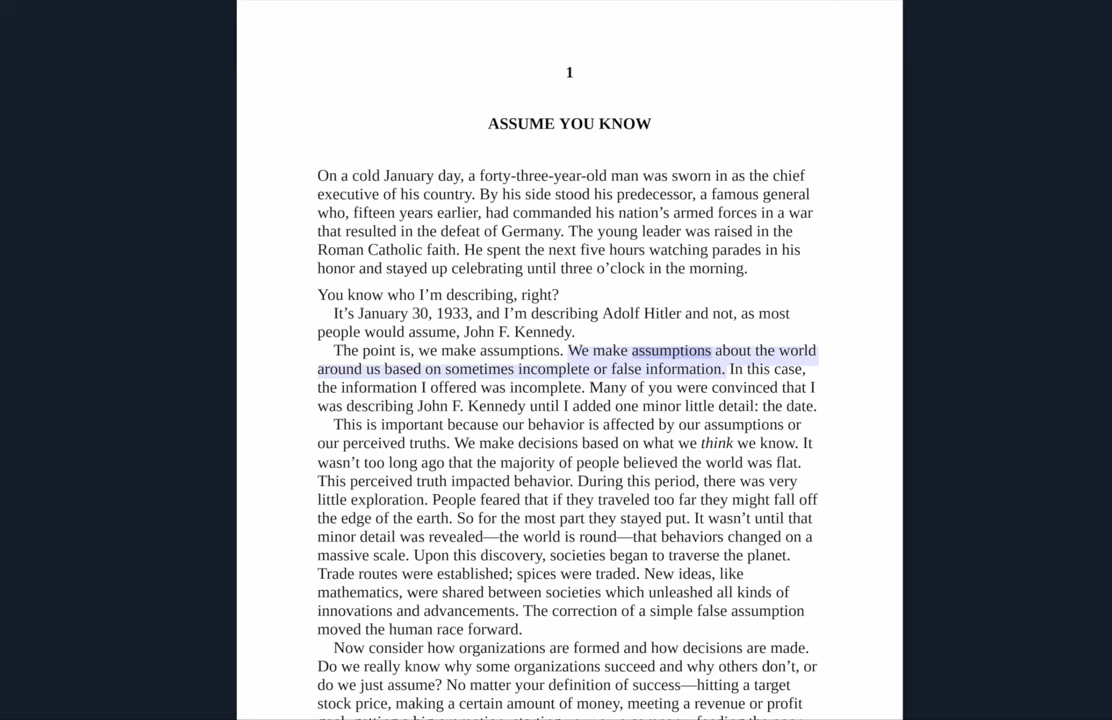 1
ASSUME YOU KNOW
On a cold January day, a forty-three-year-old man was sworn in as the chief
executive of his country. By his side stood his predecessor, a famous general
who, fifteen years earlier, had commanded his nation’s armed forces in a war
that resulted in the defeat of Germany. The young leader was raised in the
Roman Catholic faith. He spent the next five hours watching parades in his
honor and stayed up celebrating until three o’clock in the morning.
You know who I’m describing, right?
It’s January 30, 1933, and I’m describing Adolf Hitler and not, as most
people would assume, John F. Kennedy.
The point is, we make assumptions. We make assumptions about the world
around us based on sometimes incomplete or false information. In this case,
the information I offered was incomplete. Many of you were convinced that I
was describing John F. Kennedy until I added one minor little detail: the date.
This is important because our behavior is affected by our assumptions or
our perceived truths. We make decisions based on what we think we know. It
wasn’t too long ago that the majority of people believed the world was flat.
This perceived truth impacted behavior. During this period, there was very
little exploration. People feared that if they traveled too far they might fall off
the edge of the earth. So for the most part they stayed put. It wasn’t until that
minor detail was revealed—the world is round—that behaviors changed on a
massive scale. Upon this discovery, societies began to traverse the planet.
Trade routes were established; spices were traded. New ideas, like
mathematics, were shared between societies which unleashed all kinds of
innovations and advancements. The correction of a simple false assumption
moved the human race forward.
Now consider how organizations are formed and how decisions are made.
Do we really know why some organizations succeed and why others don’t, or
do we just assume? No matter your definition of success—hitting a target
stock price, making a certain amount of money, meeting a revenue or profit